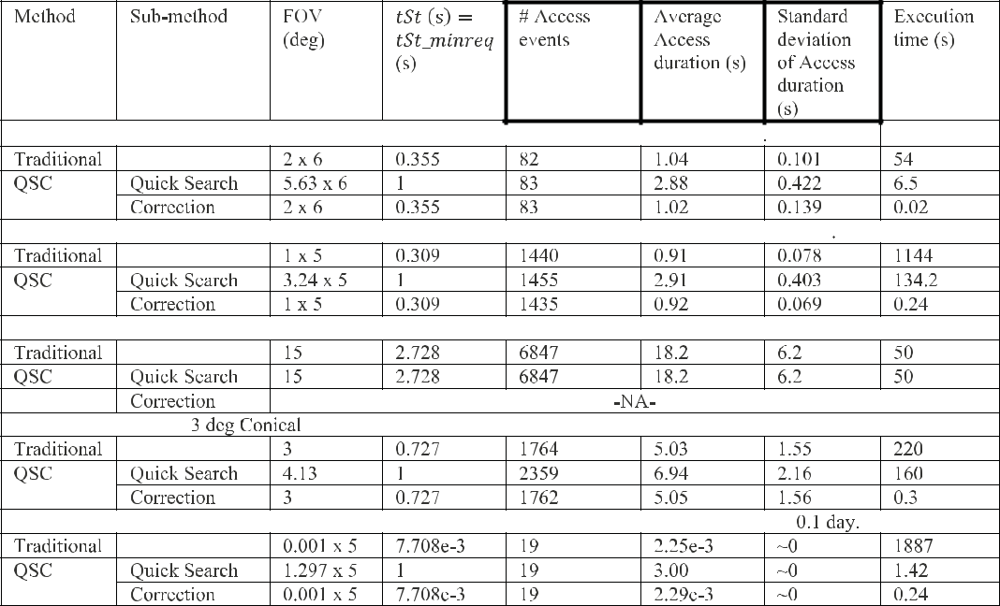 Method Sub-method FOV (deg) tSt (s) = tSt_minreq (s) # Access events Average Access duration (s) Standard deviation of Access duration (s) Execution time (s)
Traditional 2 x 6 0.355 82 1.04 0.101 54
QSC Quick Search 5.63 x 6 1 83 2.88 0.422 6.5
Correction 2 x 6 0.355 83 1.02 0.139 0.02
Traditional 1 x 5 0.309 1440 0.91 0.078 1144
QSC Quick Search 3.24 x 5 1 1455 2.91 0.403 134.2
Correction 1 x 5 0.309 1435 0.92 0.069 0.24
Traditional 15 2.728 6847 18.2 6.2 50
QSC Quick Search 15 2.728 6847 18.2 6.2 50
Correction -NA-
3 deg Conical
Traditional 3 0.727 1764 5.03 1.55 220
QSC Quick Search 4.13 1 2359 6.94 2.16 160
Correction 3 0.727 1762 5.05 1.56 0.3
0.1 day.
Traditional 0.001 x 5 7.708e-3 19 2.25e-3 ~0 1887
QSC Quick Search 1.297 x 5 1 19 3.00 ~0 1.42
Correction 0.001 x 5 7.708e-3 19 2.29e-3 ~0 0.24